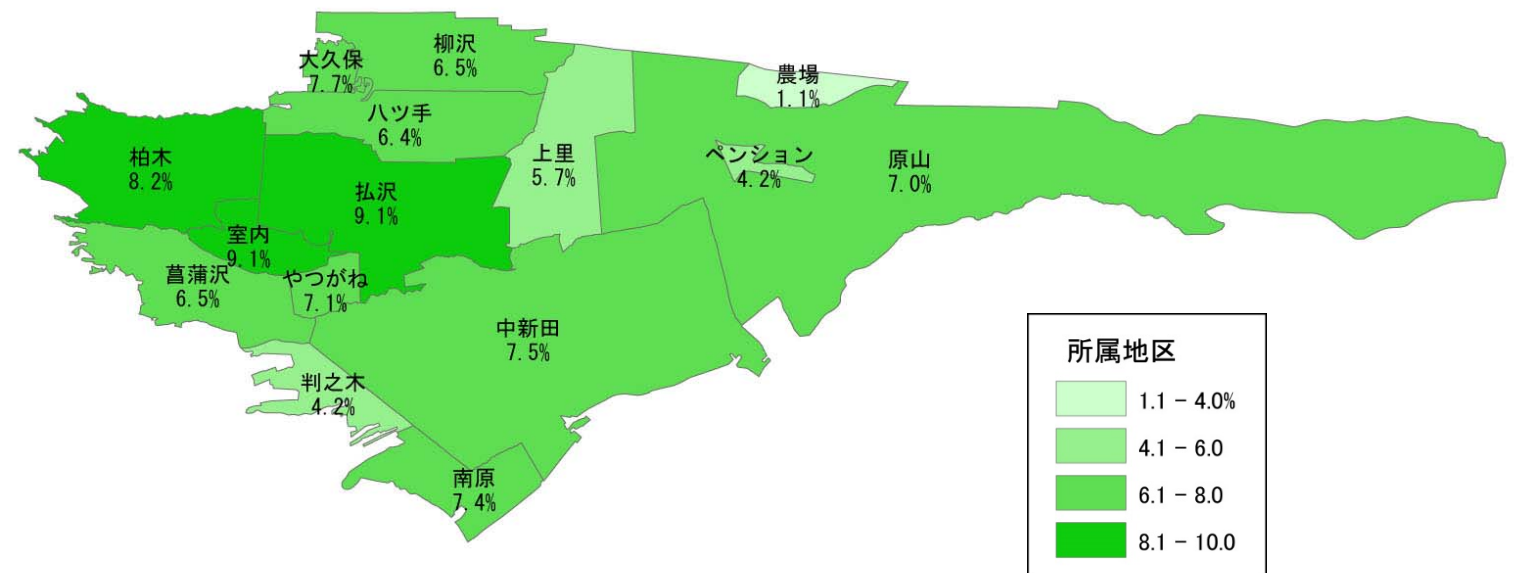 柳沢
6.5%
大久保
7.7%
農場
1.1%
八ツ手
6.4%
柏木
8.2%
上里
5.7%
ペンション
4.2%
原山
7.0%
払沢
9.1%
室内
9.1%
菖蒲沢
6.5%
やつがね
7.1%
中新田
7.5%
判之木
4.2%
南原
7.4%
所属地区
1.1 - 4.0%
4.1 - 6.0
6.1 - 8.0
8.1 - 10.0